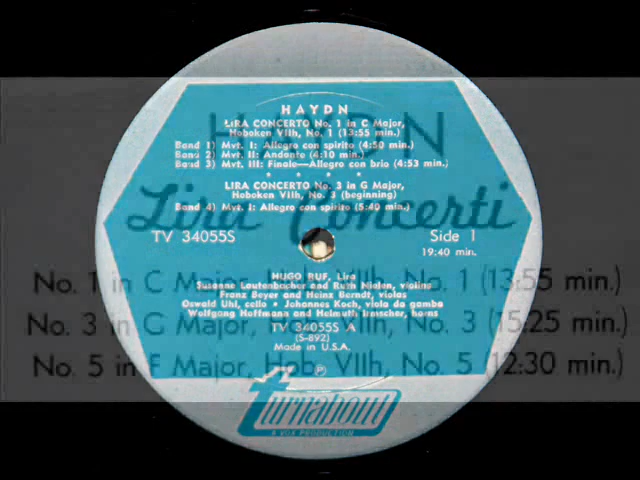 HAYDN
LIRA CONCERTO No. 1 in C Major,
Hoboken VIIh, No. 1 (13:55 min.)
Band 1) Mvt. I: Allegro con spirito (4:50 min.)
Band 2) Mvt. II: Andante (4:10 min.)
Band 3) Mvt. III: Finale—Allegro con brio (4:53 min.)
LIRA CONCERTO No. 3 in G Major,
Hoboken VIIh, No. 3 (beginning)
Band 4) Mvt. I: Allegro con spirito (5:40 min.)
TV 34055S
Side 1
19:40 min.
HUGO RUF, Lira
Susanne Lautenbacher and Ruth Nielen, violins
Franz Beyer and Heinz Berndt, violas
Oswald Uhl, cello • Johannes Koch, viola da gamba
Wolfgang Hoffmann and Helmuth Irmscher, horns
TV 34055S A
(S-892)
Made in U.S.A.
℗
turnabout
A VOX PRODUCTION
HAYDN
Lira Concerti
No. 1 in C Major, Hob. VIIh, No. 1 (13:55 min.)
No. 3 in G Major, Hob. VIIh, No. 3 (15:25 min.)
No. 5 in F Major, Hob. VIIh, No. 5 (12:30 min.)